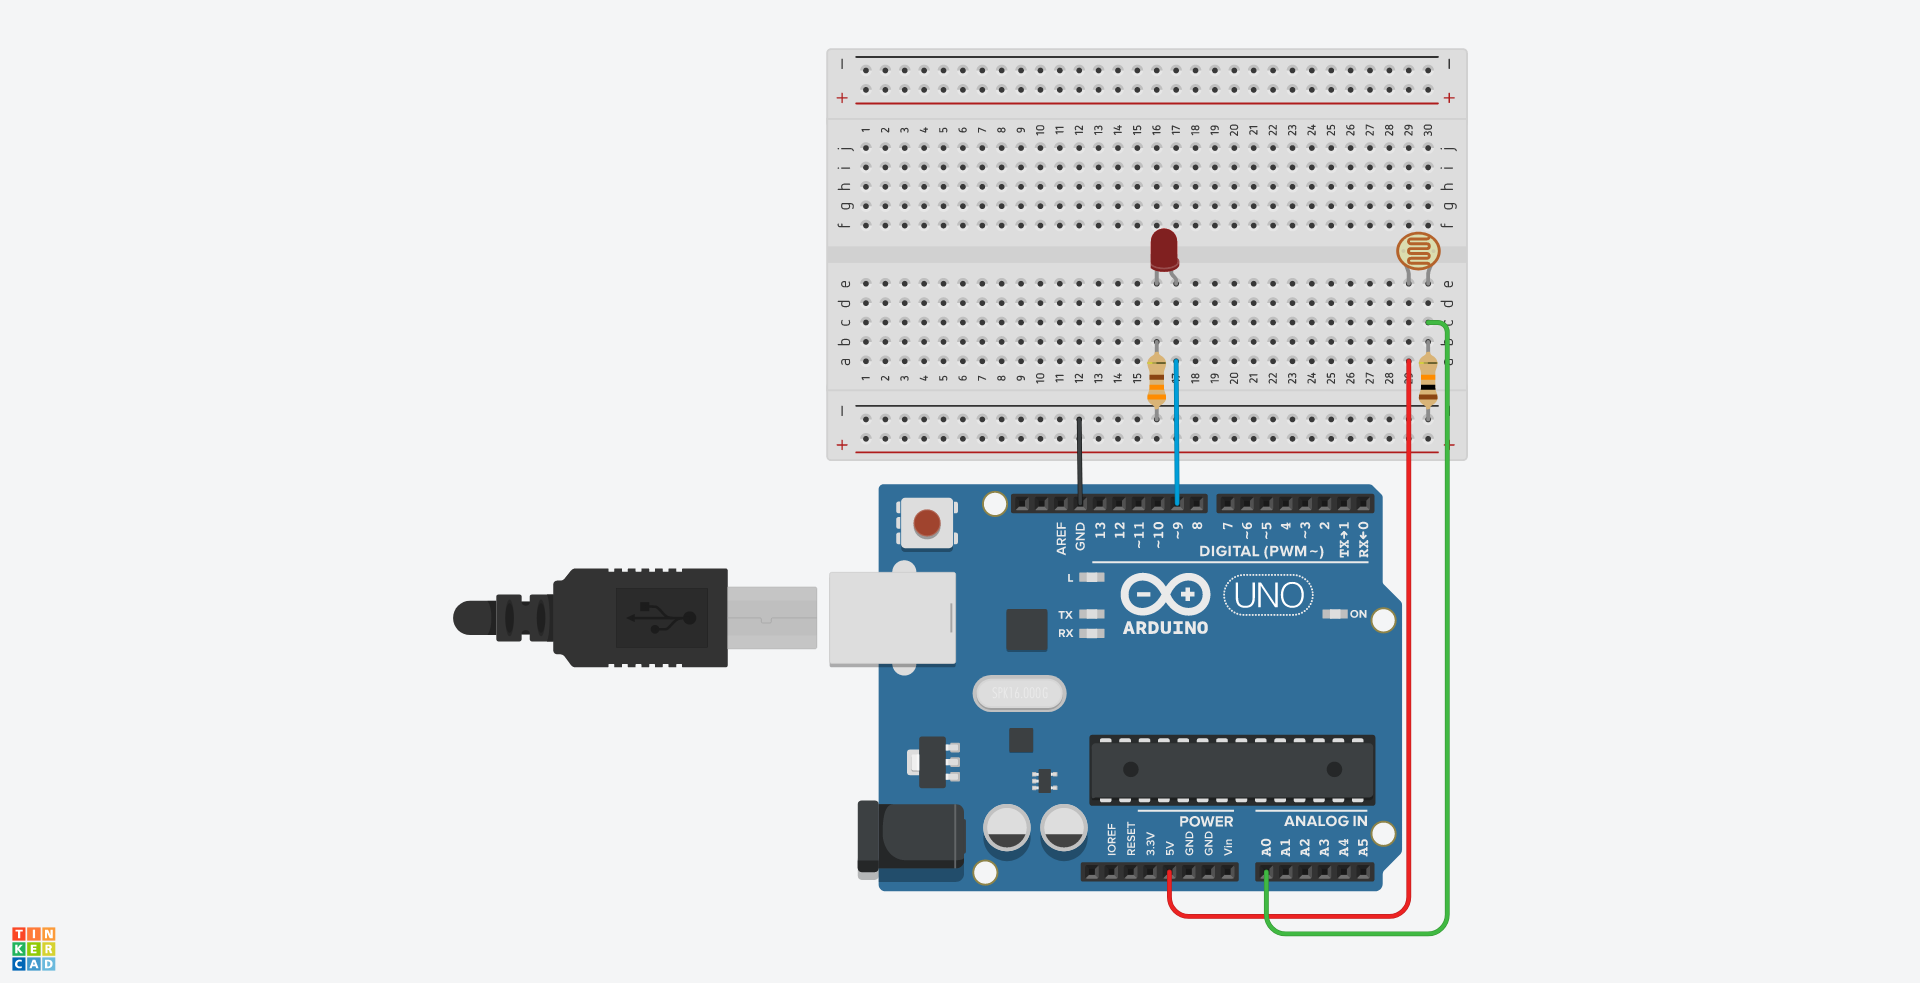 − −
+ +
1 2 3 4 5 6 7 8 9 10 11 12 13 14 15 16 17 18 19 20 21 22 23 24 25 26 27 28 29 30
j j
i i
h h
g g
f f
e e
d d
c c
b b
a a
1 2 3 4 5 6 7 8 9 10 11 12 13 14 15 18 19 20 21 22 23 24 25 26 27 28
− −
+ +
AREF GND 13 12 ~11 ~10 ~9 8 7 ~6 ~5 4 ~3 2 TX→1 RX←0
DIGITAL (PWM~)
L
TX
RX
ARDUINO
UNO
ON
SPK16.000G
POWER ANALOG IN
IOREF RESET 3.3V 5V GND GND Vin A0 A1 A2 A3 A4 A5
TIN
KER
CAD